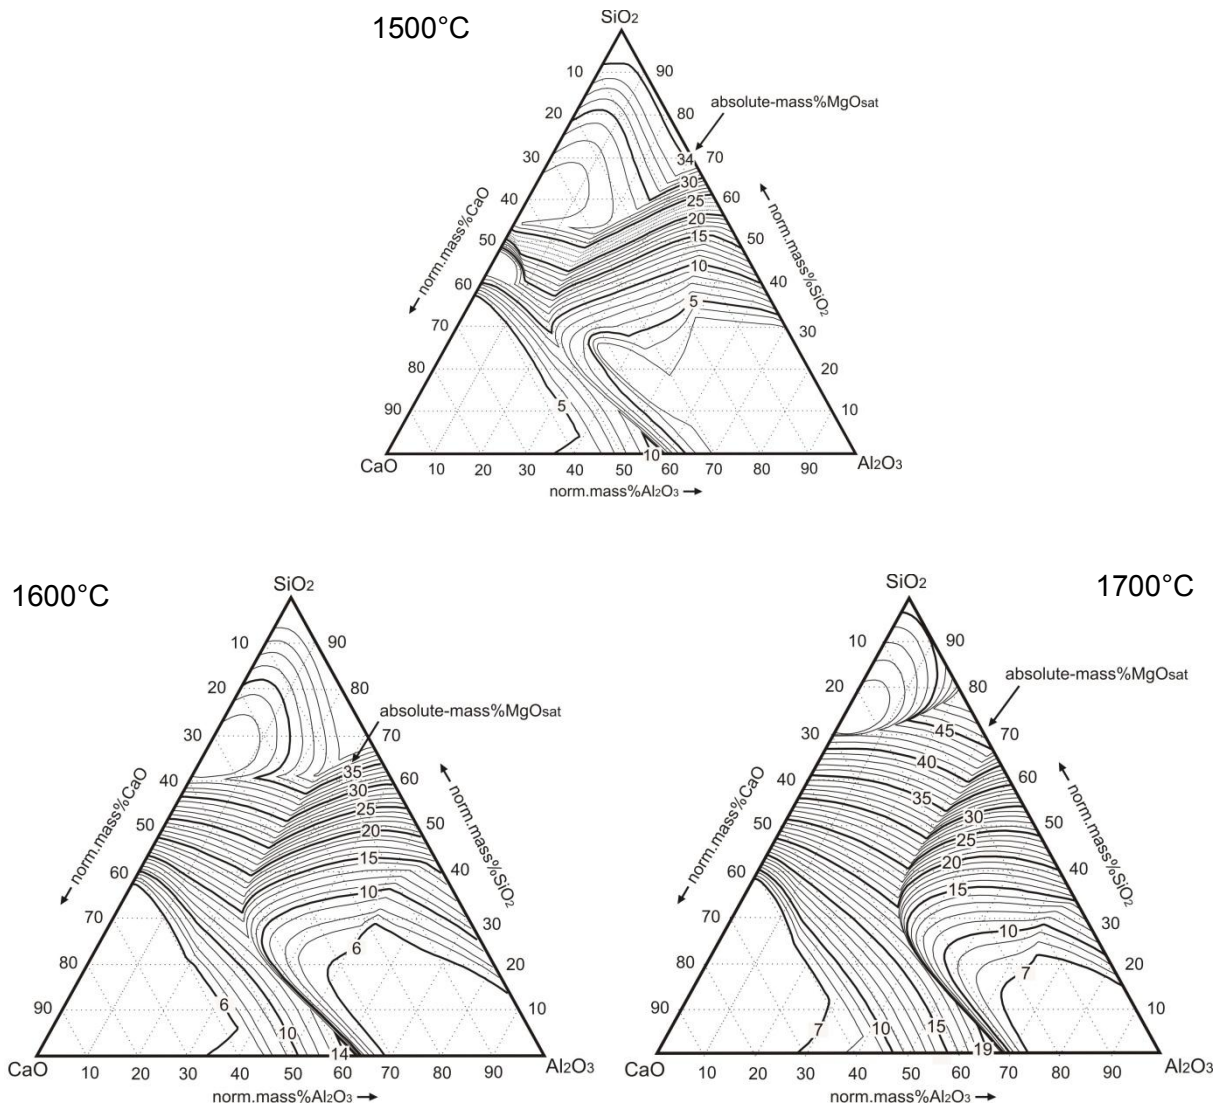 1500°C
SiO2
10 90
absolute-mass%MgOsat
20 80
30 34 70
30
40 25 60
20
50 15 50
norm.mass%CaO
norm.mass%SiO2
60 10 40
5
70 30
80 20
90 5 10
10
CaO Al2O3
10 20 30 40 50 60 70 80 90
norm.mass%Al2O3
1600°C
SiO2
10 90
20 80
absolute-mass%MgOsat
30 70
35
40 30 60
25
50 20 50
norm.mass%CaO
norm.mass%SiO2
15
60 10 40
70 30
6
80 20
90 6 10
10
14
CaO Al2O3
10 20 30 40 50 60 70 80 90
norm.mass%Al2O3
1700°C
SiO2
10 90
absolute-mass%MgOsat
20 80
30 45 70
40
40 35 60
30
50 25 50
norm.mass%CaO
norm.mass%SiO2
20
60 15 40
70 10 30
80 7 20
90 7 10
10 15
19
CaO Al2O3
10 20 30 40 50 60 70 80 90
norm.mass%Al2O3